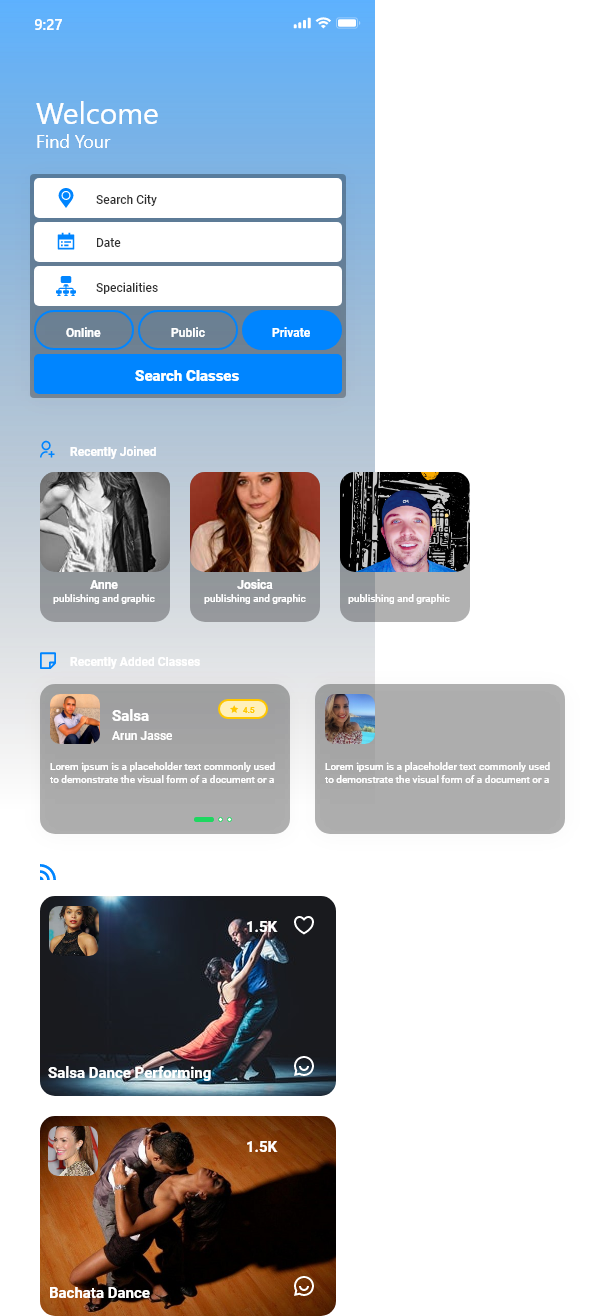 9:27
Welcome
Find Your
Search City
Date
Specialities
Online
Public
Private
Search Classes
Recently Joined
Anne
publishing and graphic
Josica
publishing and graphic
publishing and graphic
Recently Added Classes
Salsa
4.5
Arun Jasse
Lorem ipsum is a placeholder text commonly used
to demonstrate the visual form of a document or a
Lorem ipsum is a placeholder text commonly used
to demonstrate the visual form of a document or a
1.5K
Salsa Dance Performing
1.5K
Bachata Dance